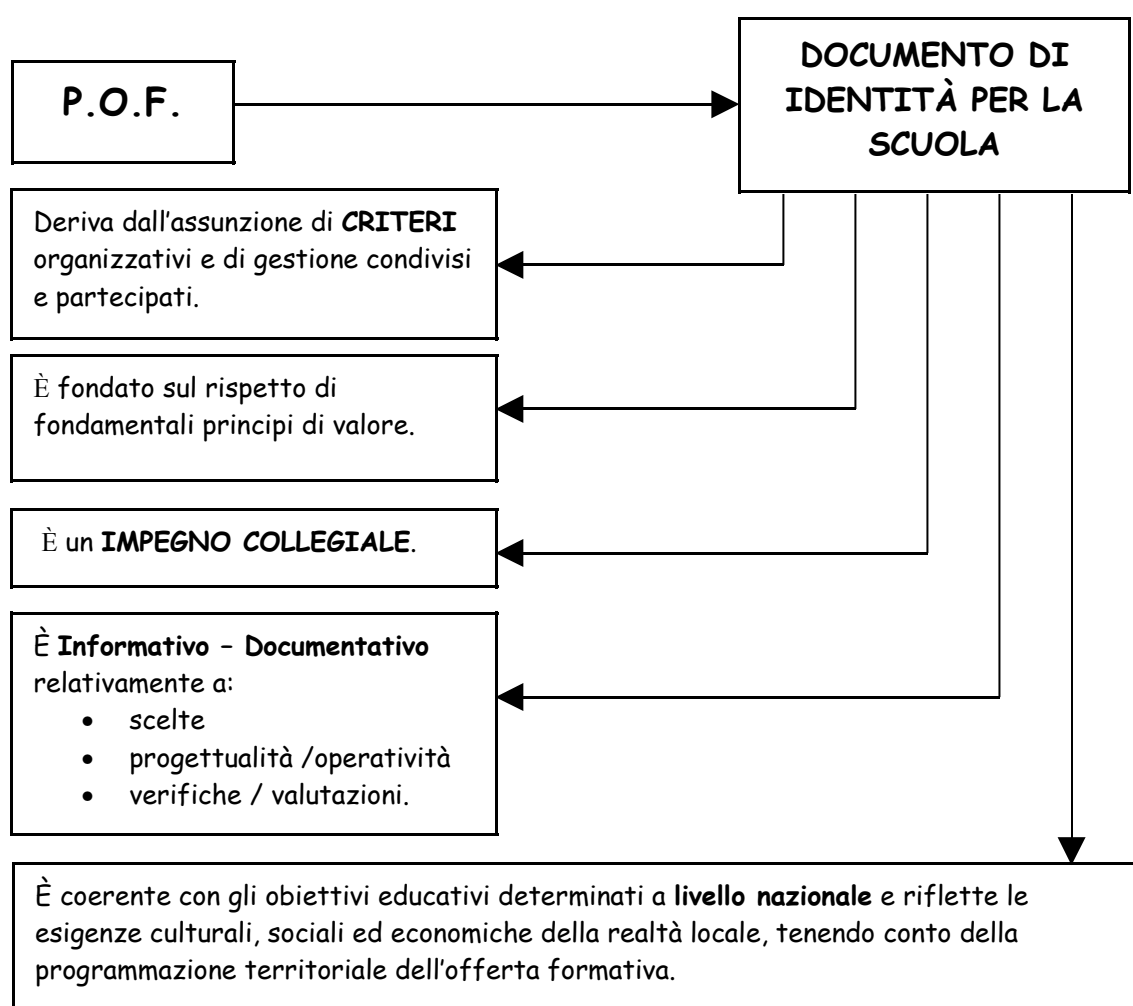 P.O.F.
DOCUMENTO DI
IDENTITÀ PER LA
SCUOLA
Deriva dall'assunzione di CRITERI
organizzativi e di gestione condivisi
e partecipati.
È fondato sul rispetto di
fondamentali principi di valore.
È un IMPEGNO COLLEGIALE.
È Informativo – Documentativo
relativamente a:
• scelte
• progettualità /operatività
• verifiche / valutazioni.
È coerente con gli obiettivi educativi determinati a livello nazionale e riflette le
esigenze culturali, sociali ed economiche della realtà locale, tenendo conto della
programmazione territoriale dell'offerta formativa.